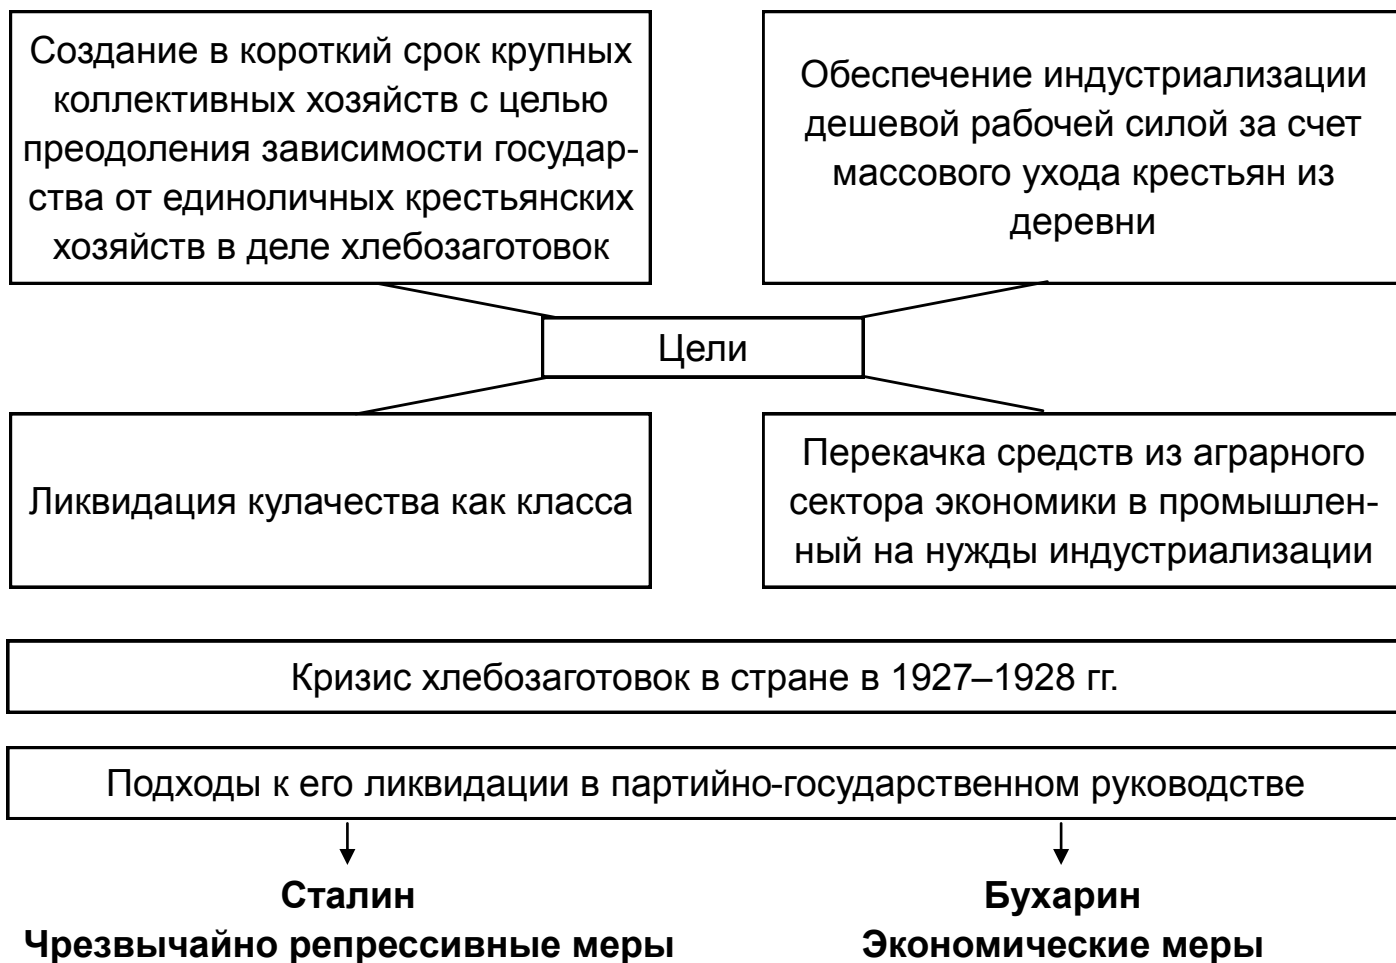 Создание в короткий срок крупных
коллективных хозяйств с целью
преодоления зависимости государ-
ства от единоличных крестьянских
хозяйств в деле хлебозаготовок
Обеспечение индустриализации
дешевой рабочей силой за счет
массового ухода крестьян из
деревни
Цели
Ликвидация кулачества как класса
Перекачка средств из аграрного
сектора экономики в промышлен-
ный на нужды индустриализации
Кризис хлебозаготовок в стране в 1927–1928 гг.
Подходы к его ликвидации в партийно-государственном руководстве
Сталин
Чрезвычайно репрессивные меры
Бухарин
Экономические меры